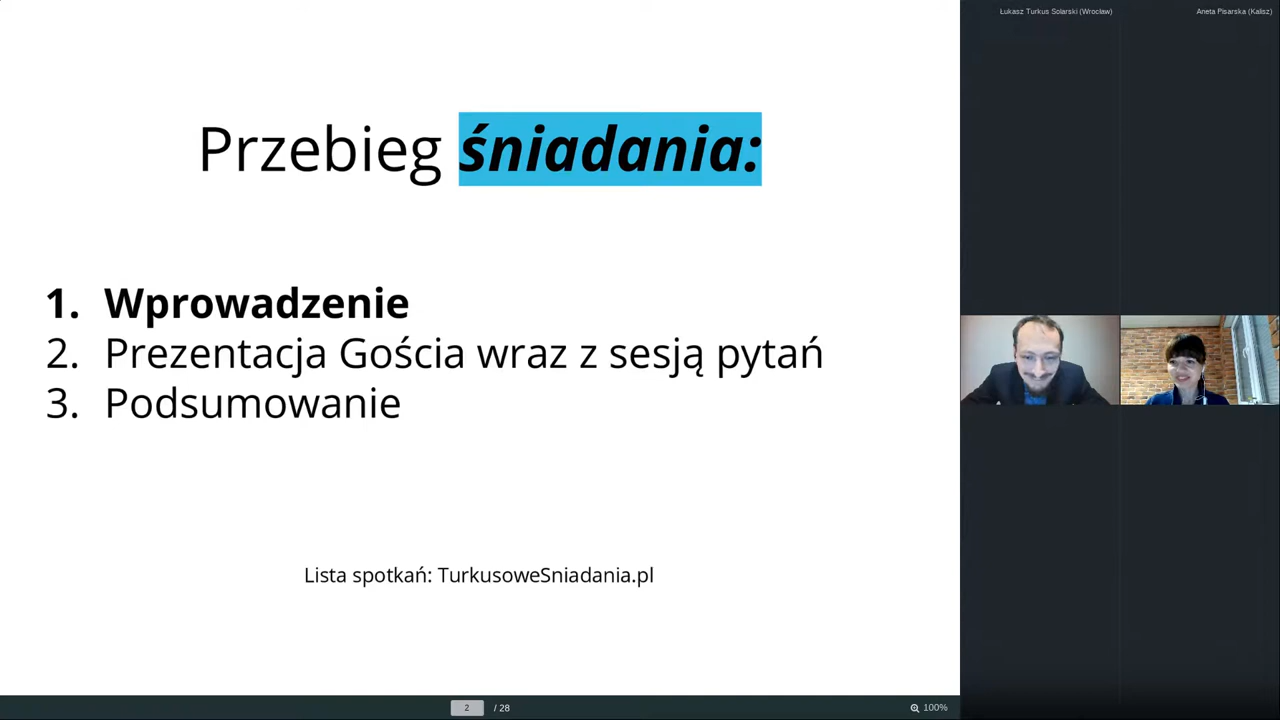 Łukasz Turkus Solarski (Wrocław)
Aneta Pisarska (Kalisz)
Przebieg śniadania:
1. Wprowadzenie
2. Prezentacja Gościa wraz z sesją pytań
3. Podsumowanie
Lista spotkań: TurkusoweSniadania.pl
2 / 28
100%